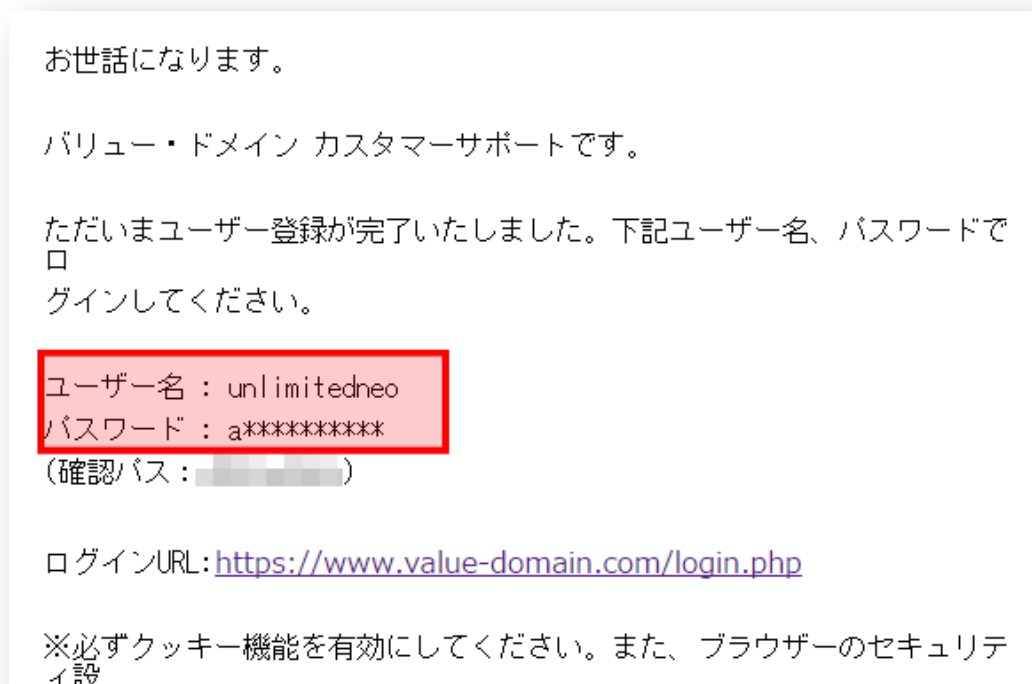 お世話になります。
バリュー・ドメイン カスタマーサポートです。
ただいまユーザー登録が完了いたしました。下記ユーザー名、パスワードで
ロ
グインしてください。
ユーザー名 : unlimitedneo
パスワード : a**********
(確認パス:)
ログインURL:https://www.value-domain.com/login.php
※必ずクッキー機能を有効にしてください。また、ブラウザーのセキュリテ
ィ設